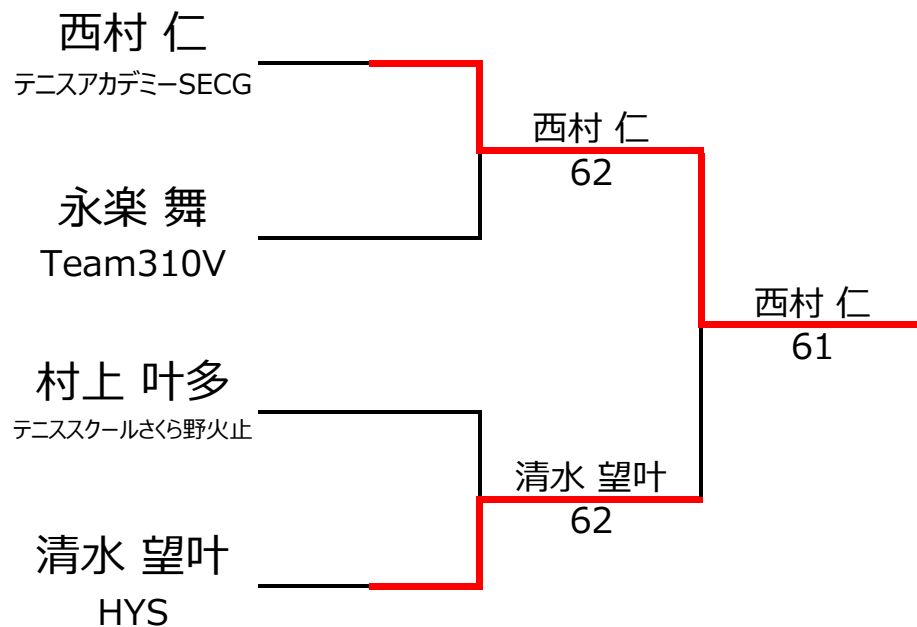 西村 仁
テニスアカデミーSECG
永楽 舞
Team310V
村上 叶多
テニススクールさくら野火止
清水 望叶
HYS
西村 仁
62
清水 望叶
62
西村 仁
61